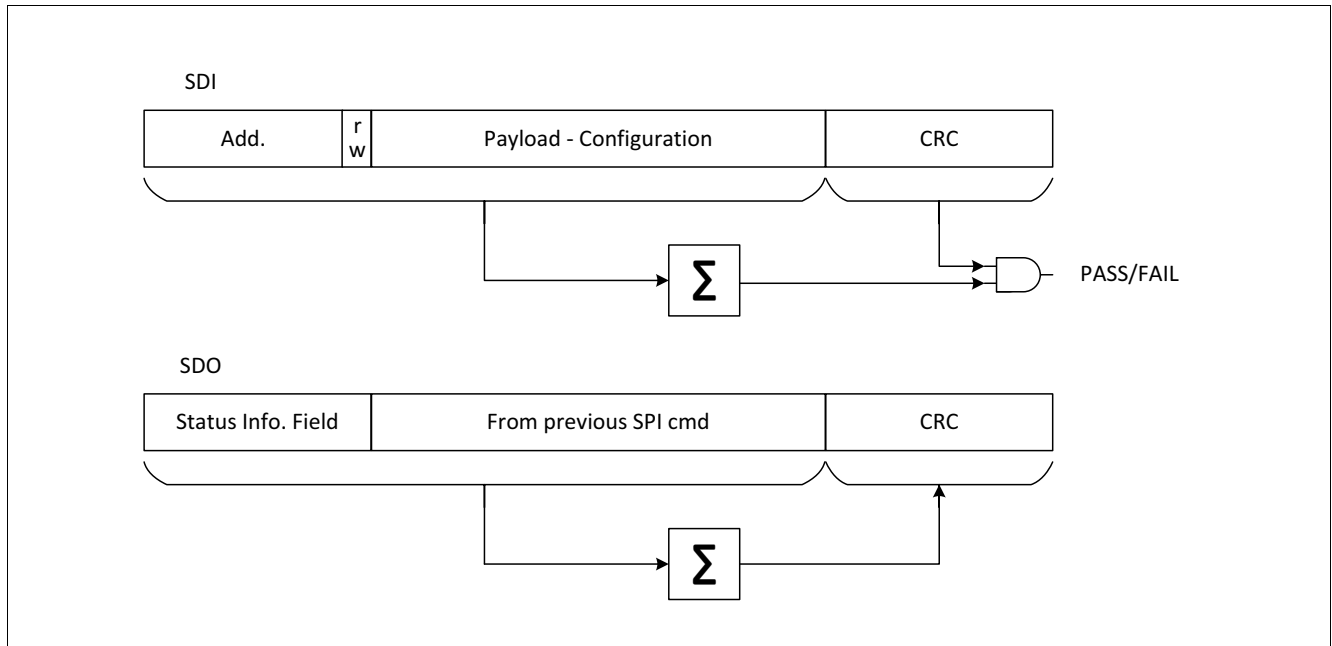 SDI
Add.
r
w
Payload - Configuration
CRC
Σ
PASS/FAIL
SDO
Status Info. Field
From previous SPI cmd
CRC
Σ